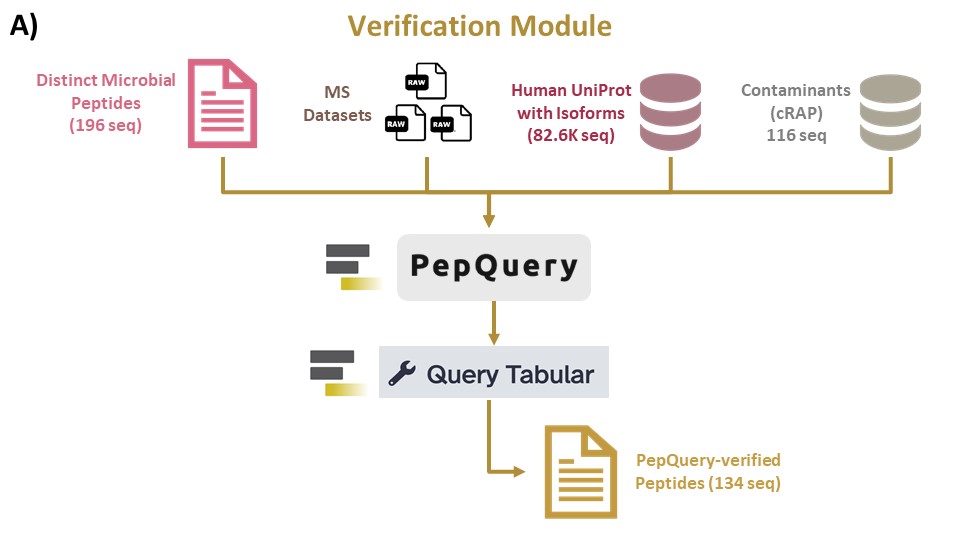 A)
Verification Module
Distinct Microbial
Peptides
(196 seq)
MS
Datasets
RAW
RAW
RAW
Human UniProt
with Isoforms
(82.6K seq)
Contaminants
(cRAP)
116 seq
PepQuery
Query Tabular
PepQuery-verified
Peptides (134 seq)